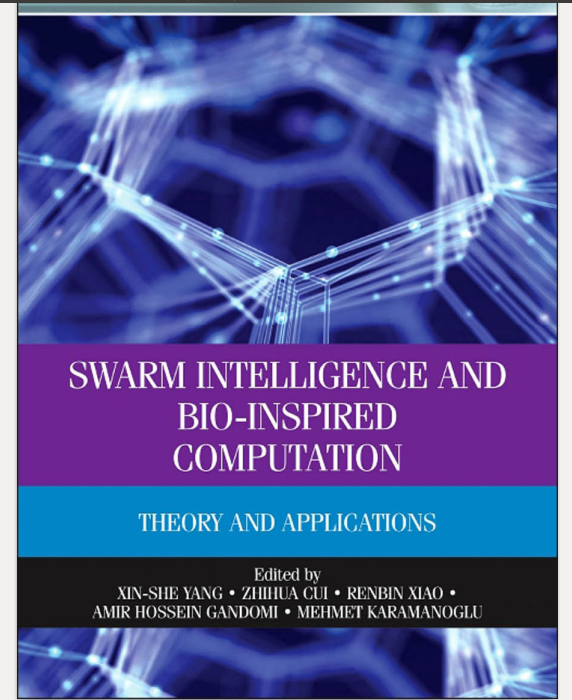 SWARM INTELLIGENCE AND
BIO-INSPIRED
COMPUTATION
THEORY AND APPLICATIONS
Edited by
XIN-SHE YANG • ZHIHUA CUI • RENBIN XIAO •
AMIR HOSSEIN GANDOMI • MEHMET KARAMANOGLU